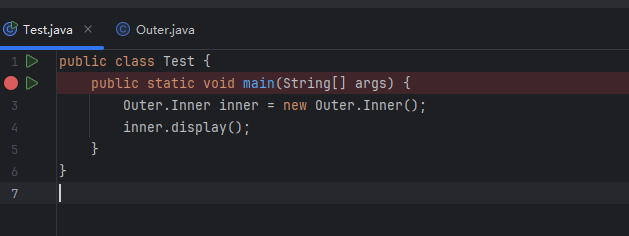 Test.java
Outer.java
1 public class Test {
public static void main(String[] args) {
3 Outer.Inner inner = new Outer.Inner();
4 inner.display();
5 }
6 }
7